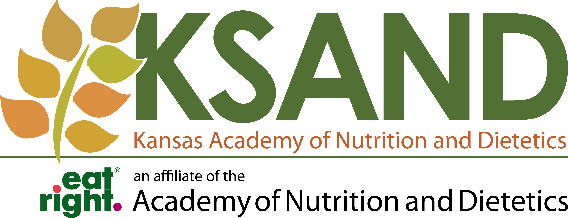 KSAND
Kansas Academy of Nutrition and Dietetics
eat
right.
an affiliate of the
Academy of Nutrition and Dietetics